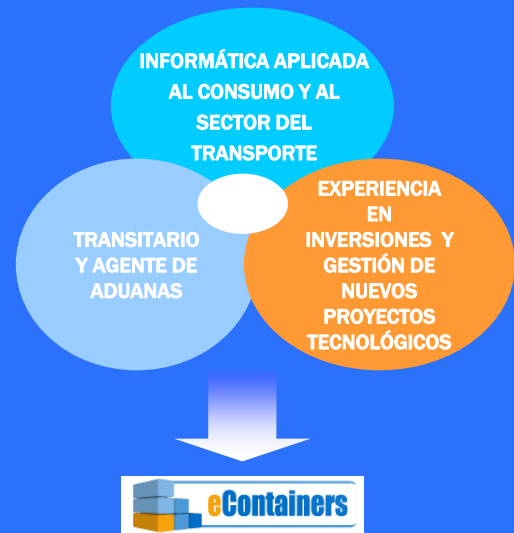 INFORMÁTICA APLICADA
AL CONSUMO Y AL
SECTOR DEL
TRANSPORTE
TRANSITARIO
Y AGENTE DE
ADUANAS
EXPERIENCIA
EN
INVERSIONES Y
GESTIÓN DE
NUEVOS
PROYECTOS
TECNOLÓGICOS
eContainers